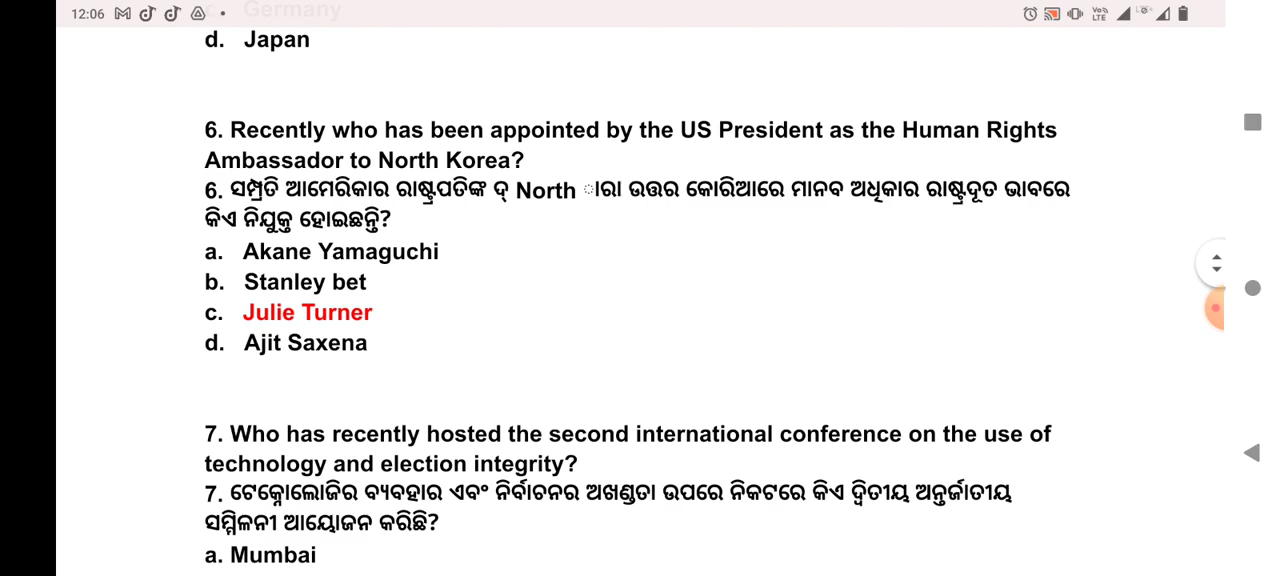 12:06
Germany
d. Japan
6. Recently who has been appointed by the US President as the Human Rights
Ambassador to North Korea?
6. ସମ୍ପ୍ରତି ଆମେରିକାର ରାଷ୍ଟ୍ରପତିଙ୍କ ଦ୍ North ାରା ଉତ୍ତର କୋରିଆରେ ମାନବ ଅଧିକାର ରାଷ୍ଟ୍ରଦୂତ ଭାବରେ
କିଏ ନିଯୁକ୍ତ ହୋଇଛନ୍ତି?
a. Akane Yamaguchi
b. Stanley bet
c. Julie Turner
d. Ajit Saxena
7. Who has recently hosted the second international conference on the use of
technology and election integrity?
7. ଟେକ୍ନୋଲୋଜିର ବ୍ୟବହାର ଏବଂ ନିର୍ବାଚନର ଅଖଣ୍ଡତା ଉପରେ ନିକଟରେ କିଏ ଦ୍ୱିତୀୟ ଅନ୍ତର୍ଜାତୀୟ
ସମ୍ମିଳନୀ ଆୟୋଜନ କରିଛି?
a. Mumbai